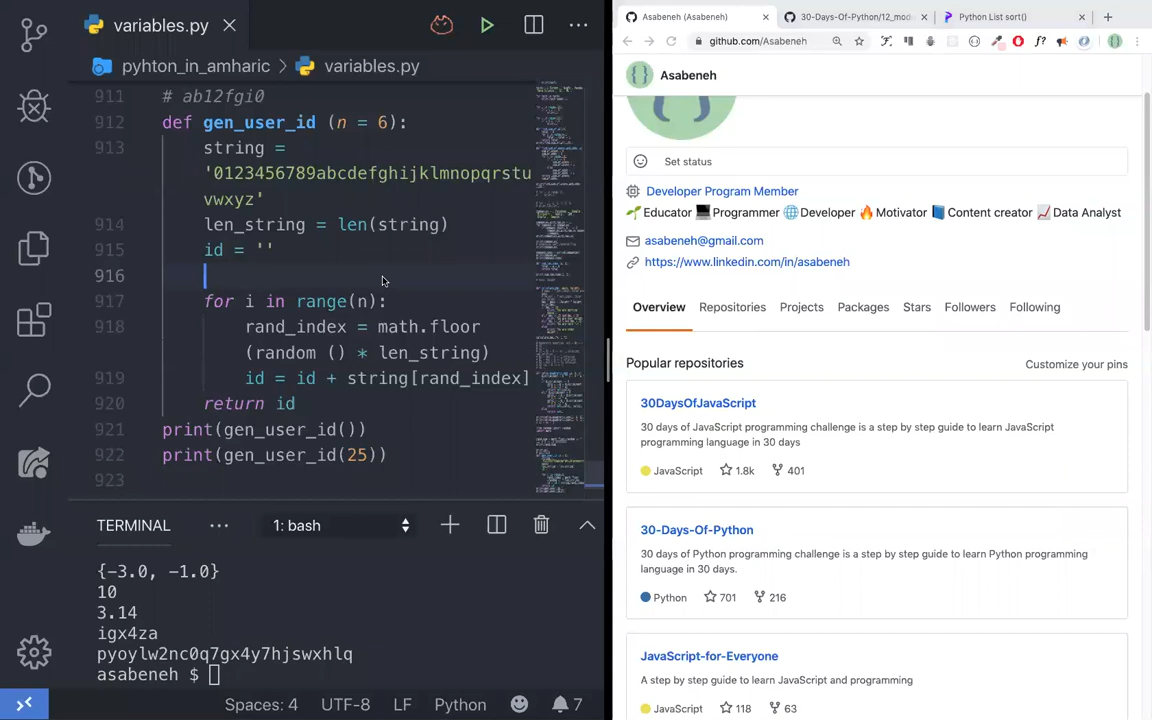 variables.py
pyhton_in_amharic > variables.py
911 # ab12fgi0
912 def gen_user_id (n = 6):
913 string =
'0123456789abcdefghijklmnopqrstu
vwxyz'
914 len_string = len(string)
915 id = ''
916
917 for i in range(n):
918 rand_index = math.floor
(random () * len_string)
919 id = id + string[rand_index]
920 return id
921 print(gen_user_id())
922 print(gen_user_id(25))
923
TERMINAL ... 1: bash
{-3.0, -1.0}
10
3.14
igx4za
pyoylw2nc0q7gx4y7hjswxhlq
asabeneh $
Spaces: 4 UTF-8 LF Python 7
Asabeneh (Asabeneh) 30-Days-Of-Python/12_mod Python List sort()
github.com/Asabeneh
Asabeneh
Set status
Developer Program Member
Educator Programmer Developer Motivator Content creator Data Analyst
asabeneh@gmail.com
https://www.linkedin.com/in/asabeneh
Overview Repositories Projects Packages Stars Followers Following
Popular repositories Customize your pins
30DaysOfJavaScript
30 days of JavaScript programming challenge is a step by step guide to learn JavaScript
programming language in 30 days
JavaScript 1.8k 401
30-Days-Of-Python
30 days of Python programming challenge is a step by step guide to learn Python programming
language in 30 days.
Python 701 216
JavaScript-for-Everyone
A step by step guide to learn JavaScript and programming
JavaScript 118 63